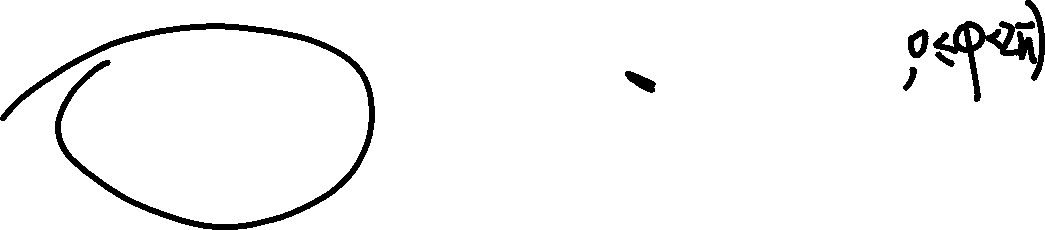 , 0 ≤ φ < 2π)